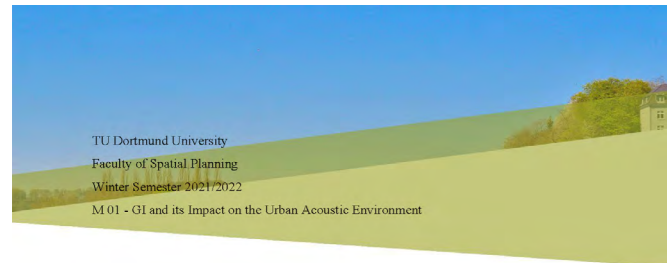 TU Dortmund University
Faculty of Spatial Planning
Winter Semester 2021/2022
M 01 - GI and its Impact on the Urban Acoustic Environment